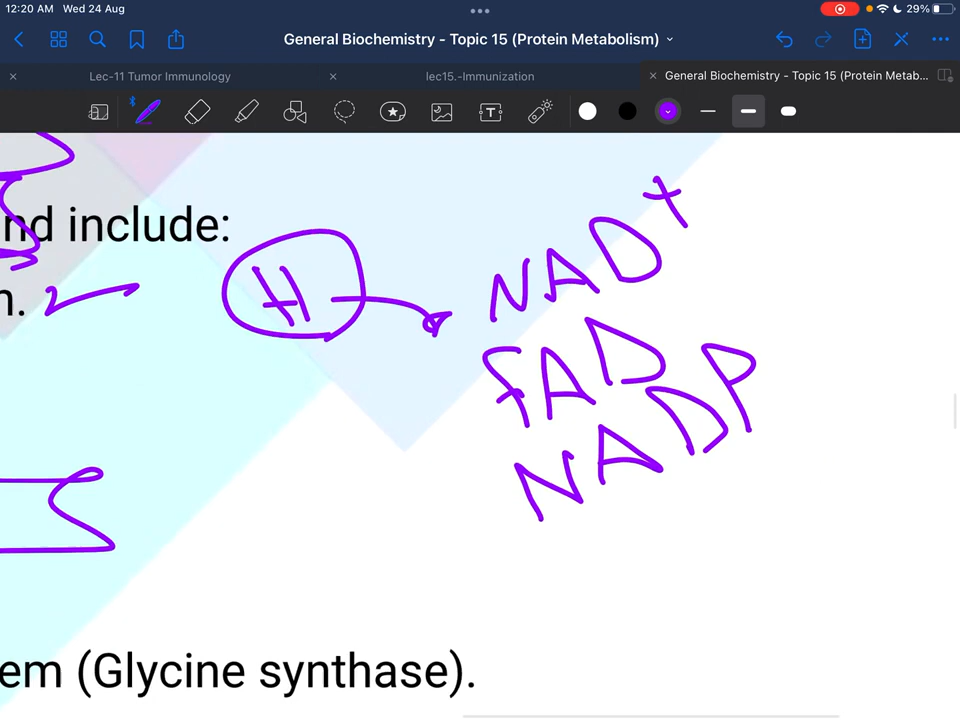 12:20 AM Wed 24 Aug
29%
General Biochemistry - Topic 15 (Protein Metabolism)
Lec-11 Tumor Immunology
lec15.-Immunization
General Biochemistry - Topic 15 (Protein Metab...
T
nd include:
n.
H
NAD+
FAD
NADP
em (Glycine synthase).